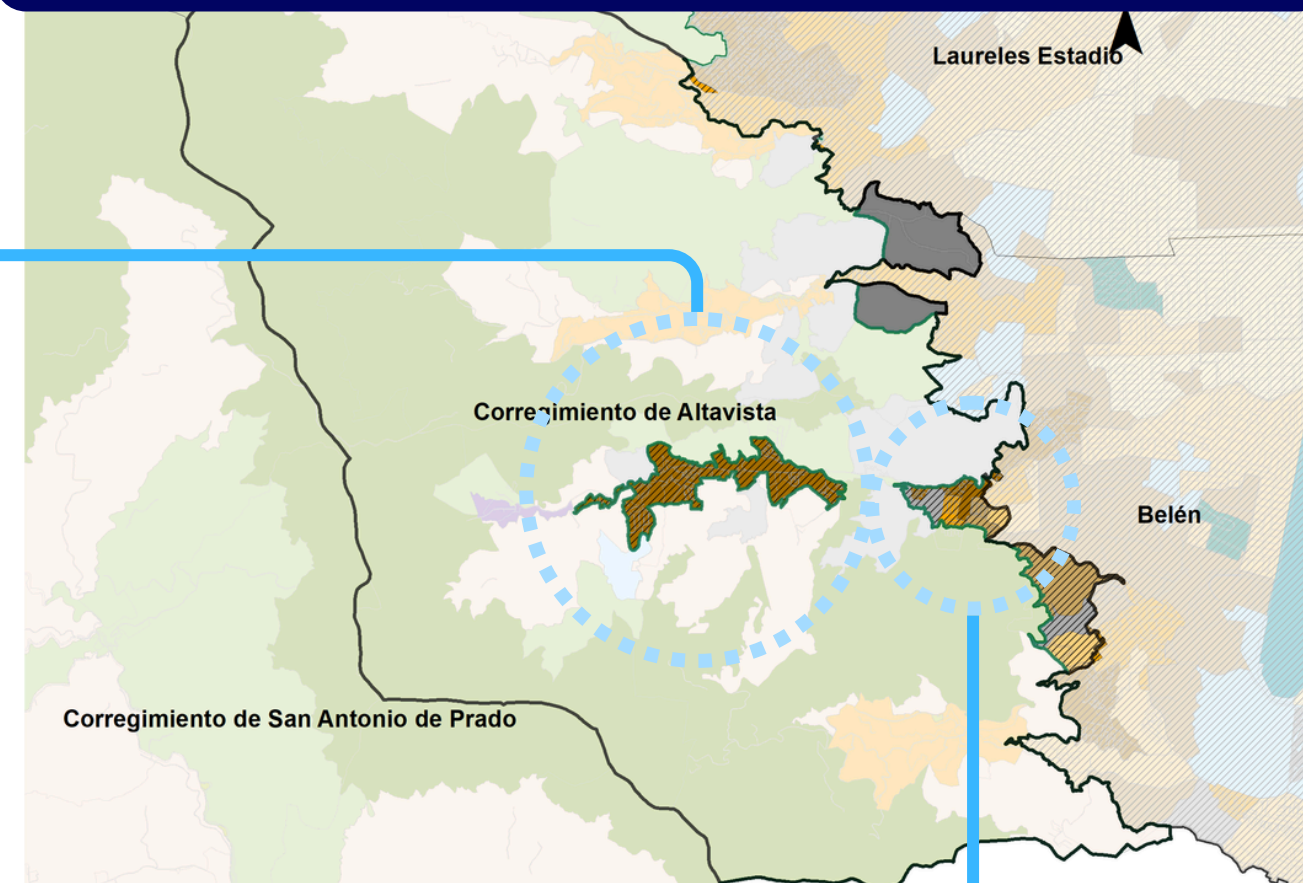 Laureles Estadio
Corregimiento de Altavista
Belén
Corregimiento de San Antonio de Prado